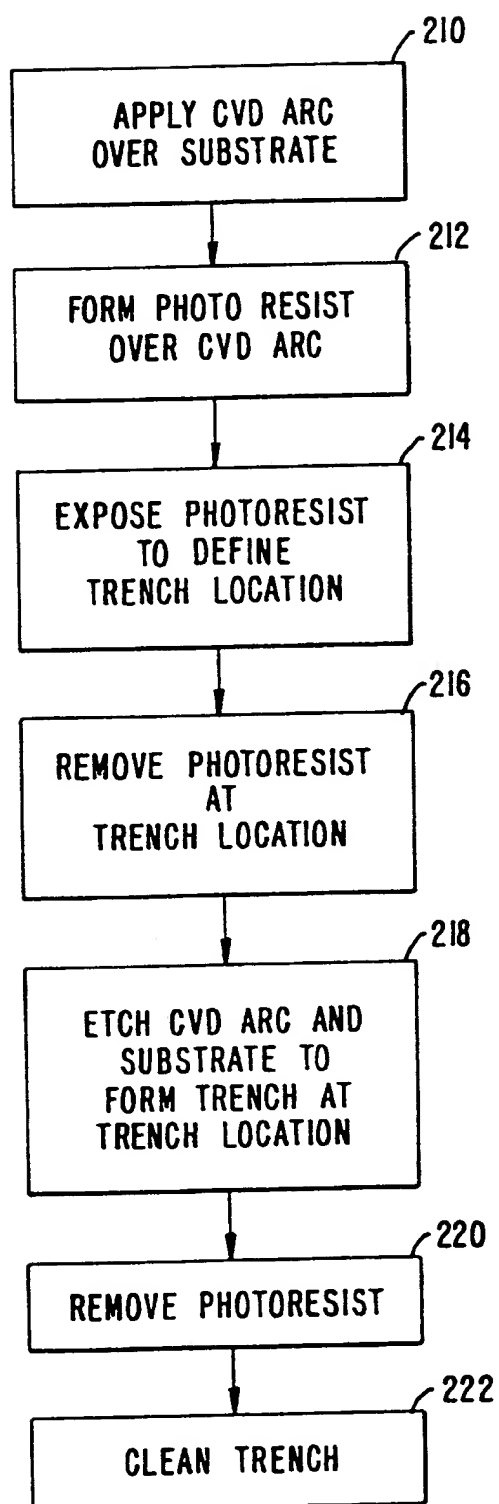 210
APPLY CVD ARC
OVER SUBSTRATE
212
FORM PHOTO RESIST
OVER CVD ARC
214
EXPOSE PHOTORESIST
TO DEFINE
TRENCH LOCATION
216
REMOVE PHOTORESIST
AT
TRENCH LOCATION
218
ETCH CVD ARC AND
SUBSTRATE TO
FORM TRENCH AT
TRENCH LOCATION
220
REMOVE PHOTORESIST
222
CLEAN TRENCH